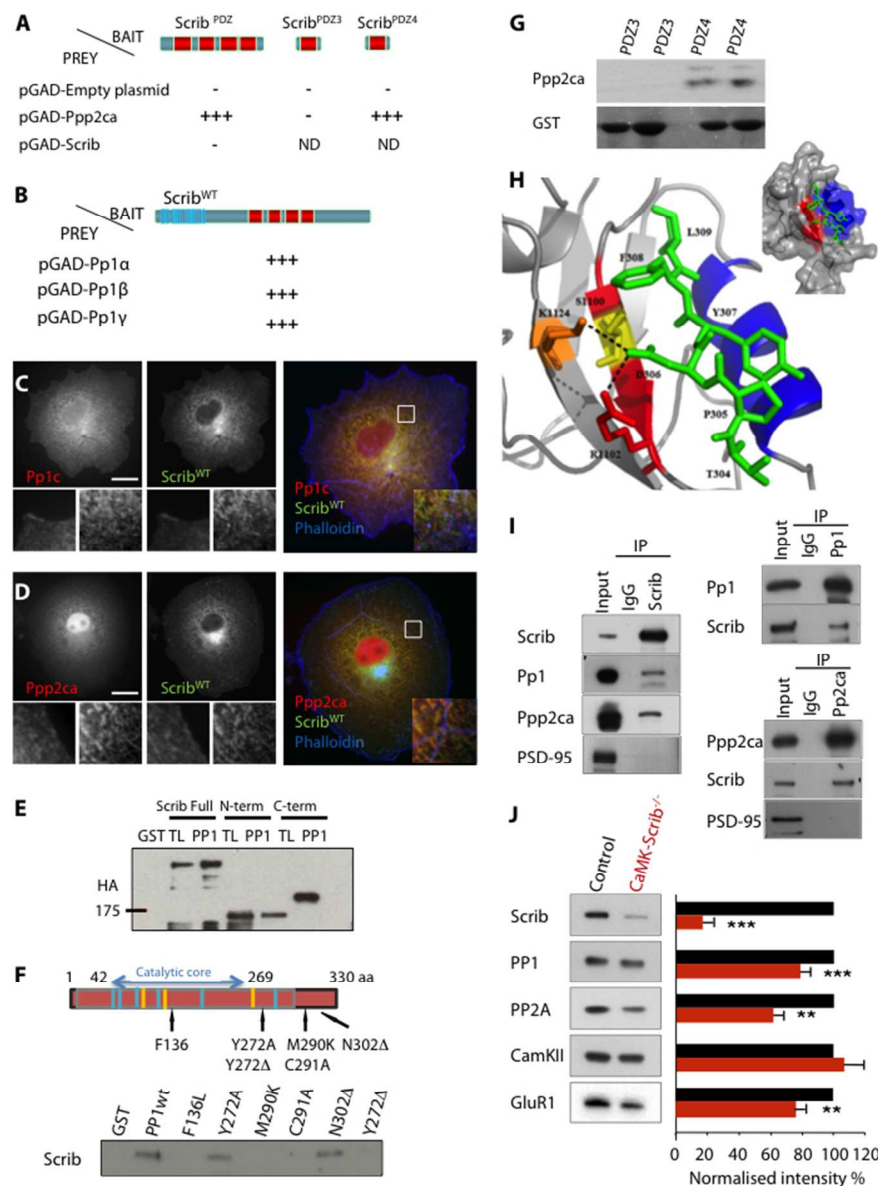 A
BAIT
PREY
Scrib PDZ
Scrib PDZ3
Scrib PDZ4
pGAD-Empty plasmid - - -
pGAD-Ppp2ca +++ - +++
pGAD-Scrib - ND ND
B
BAIT
PREY
Scrib WT
pGAD-Pp1α +++
pGAD-Pp1β +++
pGAD-Pp1γ +++
C
Pp1c
Scrib WT
Pp1c
Scrib WT
Phalloidin
D
Ppp2ca
Scrib WT
Ppp2ca
Scrib WT
Phalloidin
E
Scrib Full N-term C-term
GST TL PP1 TL PP1 TL PP1
HA
175
F
1 42 Catalytic core 269 330 aa
F136 Y272A M290K N302Δ
Y272Δ C291A
GST PP1wt F136L Y272A M290K C291A N302Δ Y272Δ
Scrib
G
PDZ3 PDZ3 PDZ4 PDZ4
Ppp2ca
GST
H
L309
F308
S1100
Y307
K1124
D306
P305
R1102
T304
I
IP
Input IgG Scrib
Scrib
Pp1
Ppp2ca
PSD-95
IP
Input IgG Pp1
Pp1
Scrib
IP
Input IgG Pp2ca
Ppp2ca
Scrib
PSD-95
J
Control CaMK-Scrib-/-
Scrib ***
PP1 ***
PP2A **
CamKII
GluR1 **
0 20 40 60 80 100 120
Normalised intensity %